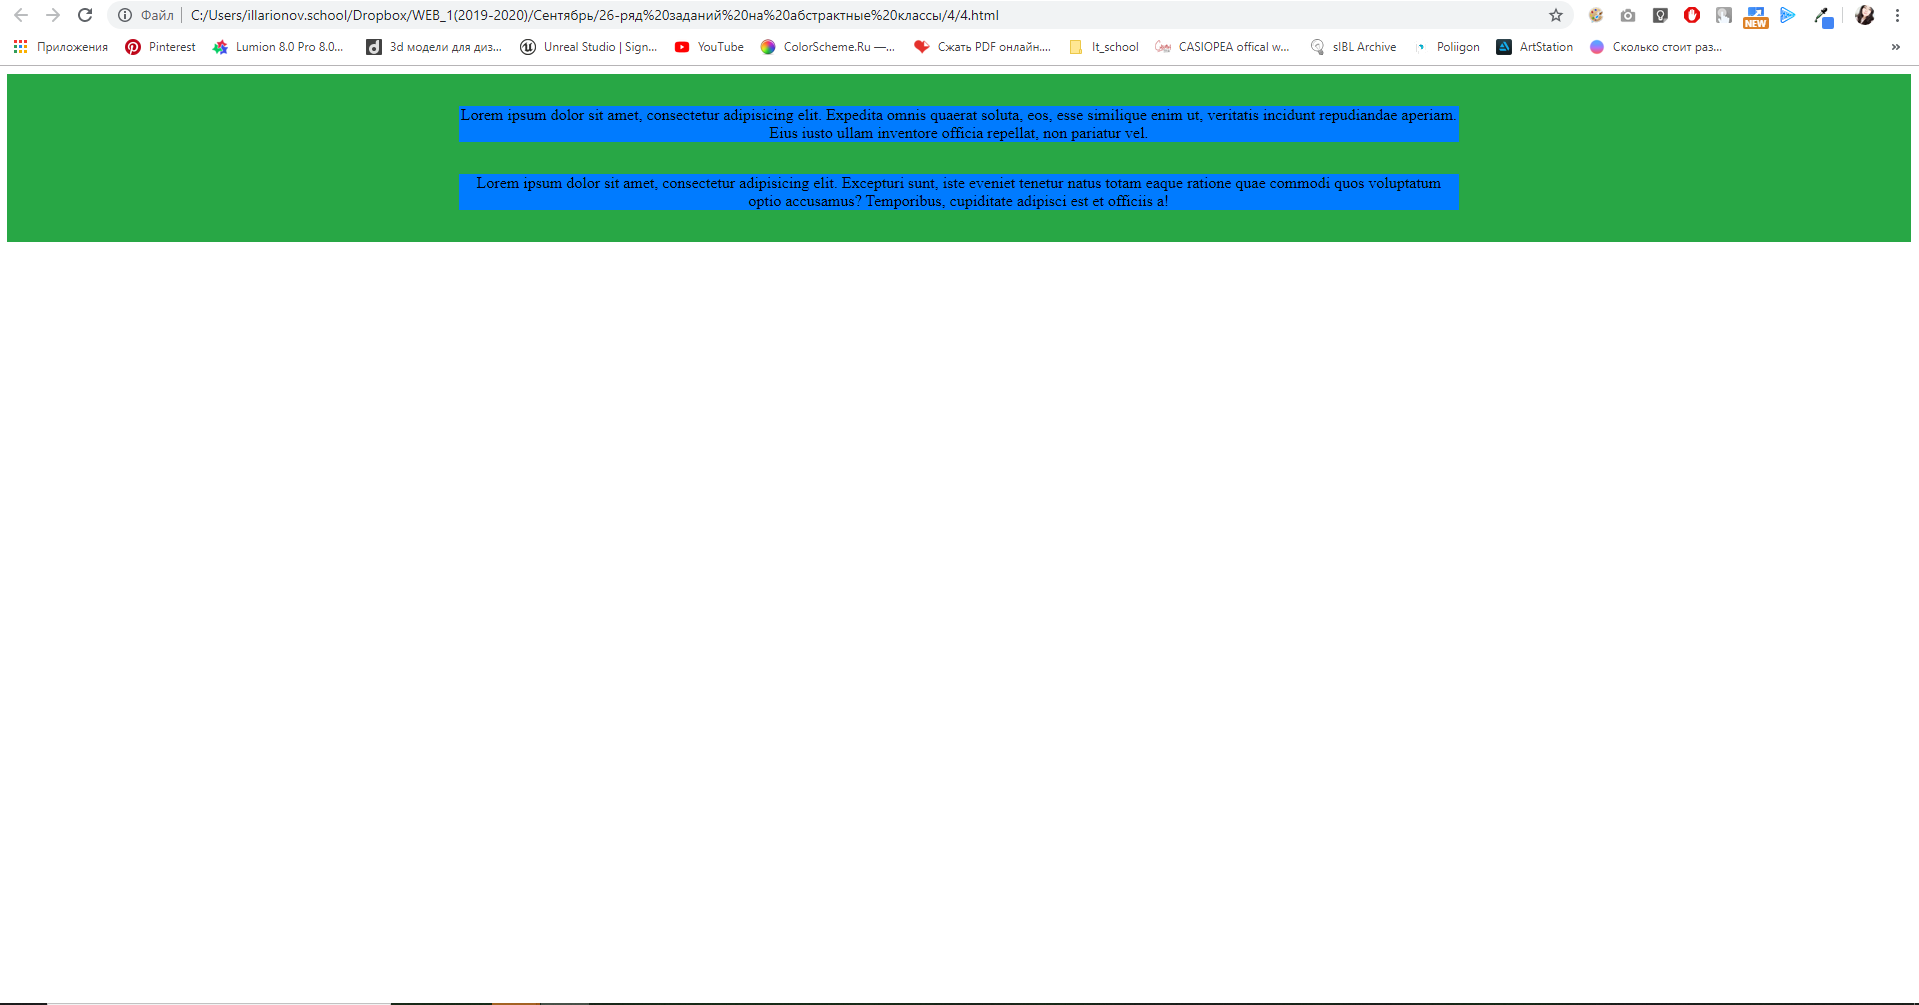 Файл C:/Users/illarionov.school/Dropbox/WEB_1(2019-2020)/Сентябрь/26-ряд%20заданий%20на%20абстрактные%20классы/4/4.html
NEW
Приложения Pinterest Lumion 8.0 Pro 8.0... 3d модели для диз... Unreal Studio | Sign... YouTube ColorScheme.Ru —... Сжать PDF онлайн.... It_school CASIOPEA offical w... sIBL Archive Poliigon ArtStation Сколько стоит раз... »
Lorem ipsum dolor sit amet, consectetur adipisicing elit. Expedita omnis quaerat soluta, eos, esse similique enim ut, veritatis incidunt repudiandae aperiam.
Eius iusto ullam inventore officia repellat, non pariatur vel.
Lorem ipsum dolor sit amet, consectetur adipisicing elit. Excepturi sunt, iste eveniet tenetur natus totam eaque ratione quae commodi quos voluptatum
optio accusamus? Temporibus, cupiditate adipisci est et officiis a!